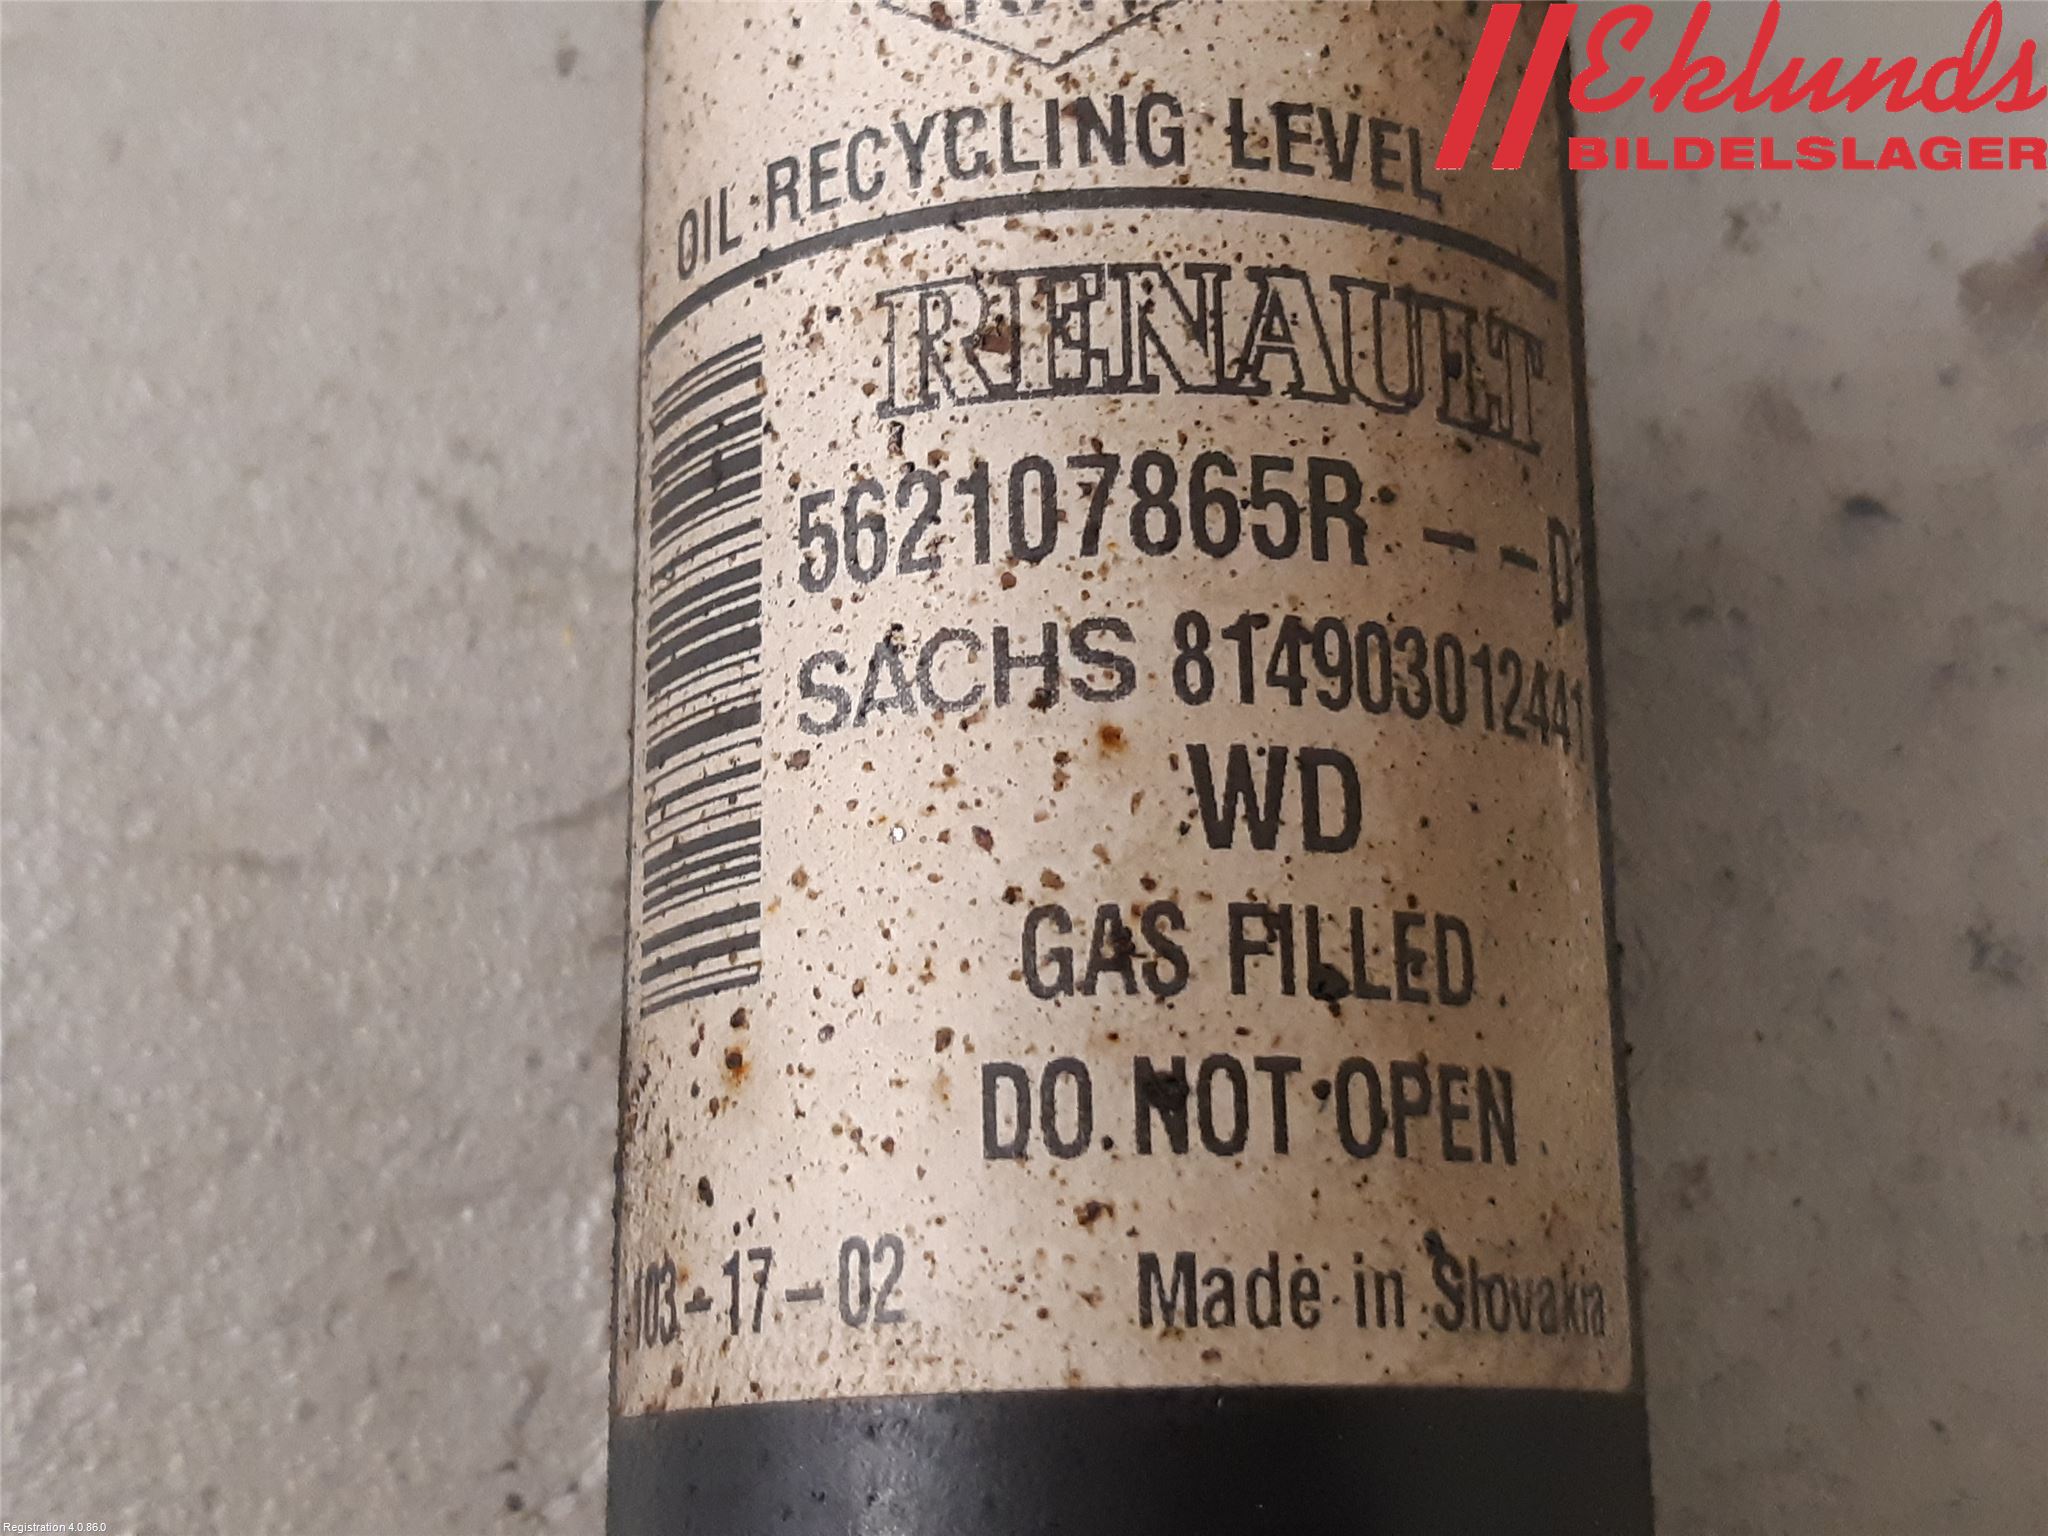 Eklunds
BILDELSLAGER
OIL RECYCLING LEVEL
RENAULT
562107865R --
SACHS 814903012441
WD
GAS FILLED
DO NOT OPEN
103-17-02 Made in Slovakia
Registration 4.0.86.0